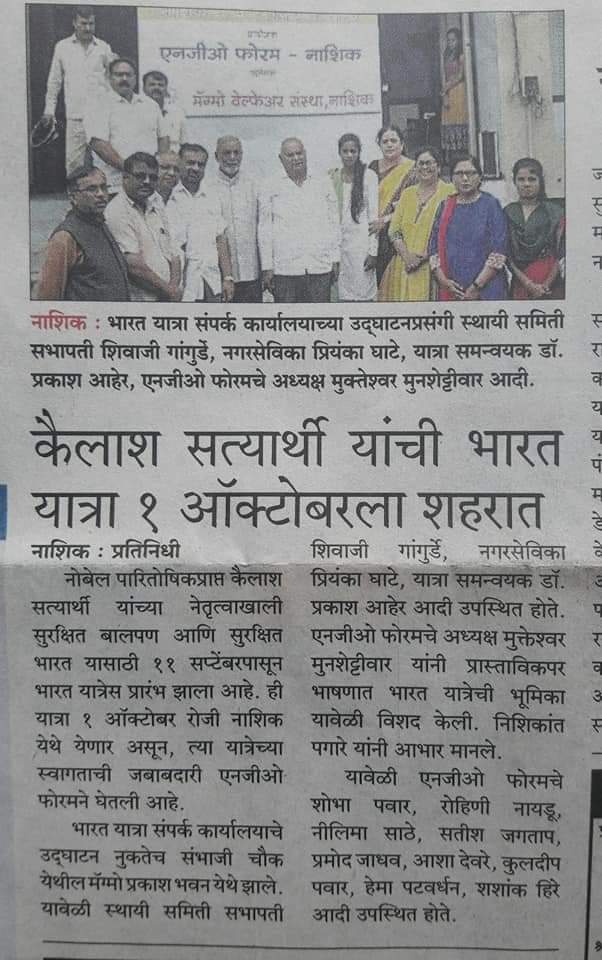 एनजीओ फोरम - नाशिक
मॅग्मो वेल्फेअर संस्था, नाशिक
नाशिक : भारत यात्रा संपर्क कार्यालयाच्या उद्घाटनप्रसंगी स्थायी समिती
सभापती शिवाजी गांगुर्डे, नगरसेविका प्रियंका घाटे, यात्रा समन्वयक डॉ.
प्रकाश आहेर, एनजीओ फोरमचे अध्यक्ष मुक्तेश्वर मुनशेट्टीवार आदी.
कैलाश सत्यार्थी यांची भारत
यात्रा १ ऑक्टोबरला शहरात
नाशिक : प्रतिनिधी
नोबेल पारितोषिकप्राप्त कैलाश
सत्यार्थी यांच्या नेतृत्वाखाली
सुरक्षित बालपण आणि सुरक्षित
भारत यासाठी ११ सप्टेंबरपासून
भारत यात्रेस प्रारंभ झाला आहे. ही
यात्रा १ ऑक्टोबर रोजी नाशिक
येथे येणार असून, त्या यात्रेच्या
स्वागताची जबाबदारी एनजीओ
फोरमने घेतली आहे.
भारत यात्रा संपर्क कार्यालयाचे
उद्घाटन नुकतेच संभाजी चौक
येथील मॅग्मो प्रकाश भवन येथे झाले.
यावेळी स्थायी समिती सभापती
शिवाजी गांगुर्डे, नगरसेविका
प्रियंका घाटे, यात्रा समन्वयक डॉ.
प्रकाश आहेर आदी उपस्थित होते.
एनजीओ फोरमचे अध्यक्ष मुक्तेश्वर
मुनशेट्टीवार यांनी प्रास्ताविकपर
भाषणात भारत यात्रेची भूमिका
यावेळी विशद केली. निशिकांत
पगारे यांनी आभार मानले.
यावेळी एनजीओ फोरमचे
शोभा पवार, रोहिणी नायडू,
नीलिमा साठे, सतीश जगताप,
प्रमोद जाधव, आशा देवरे, कुलदीप
पवार, हेमा पटवर्धन, शशांक हिरे
आदी उपस्थित होते.